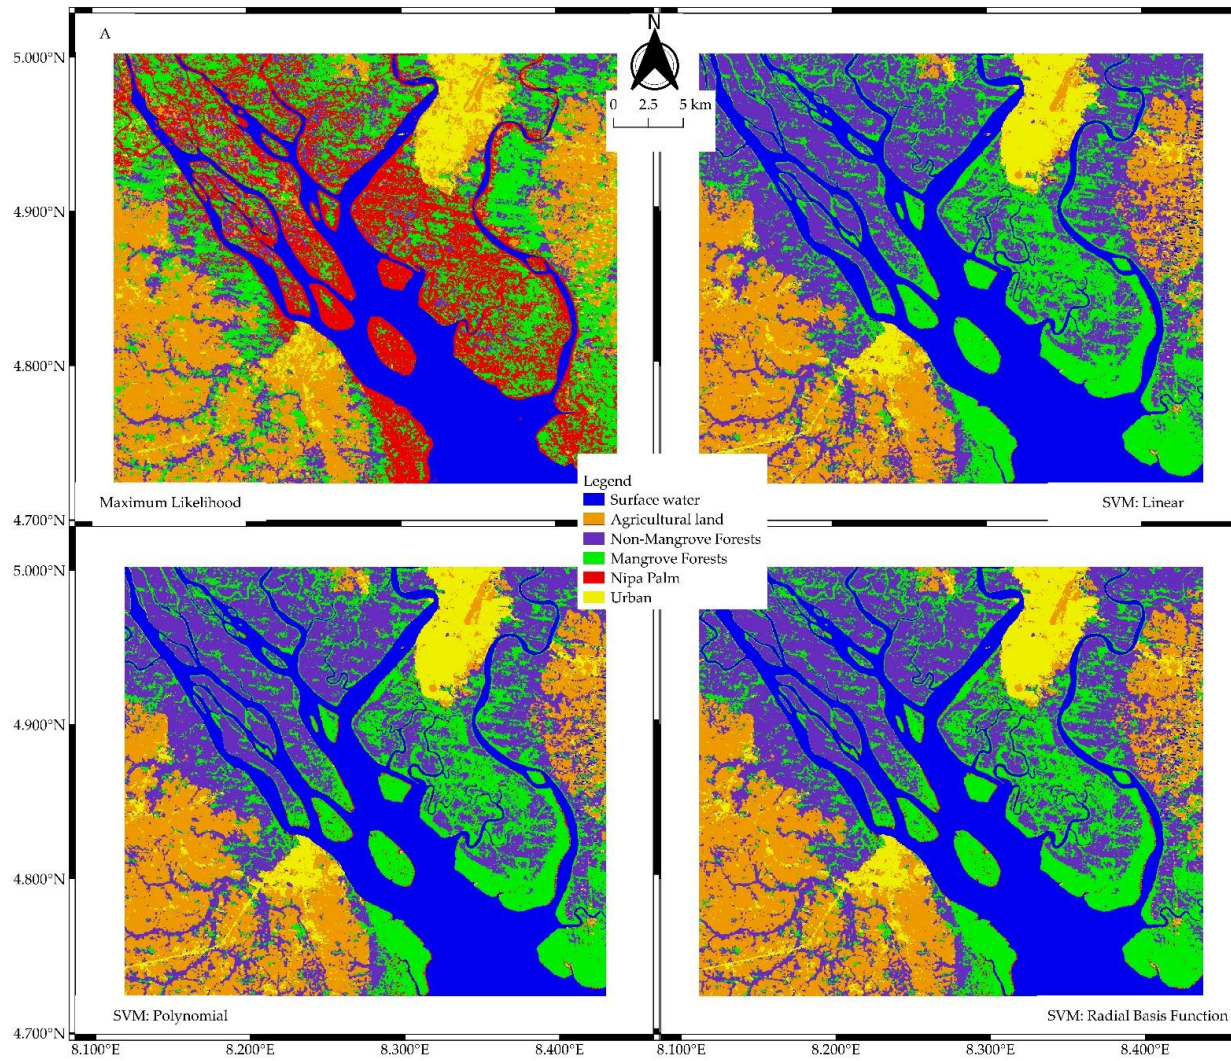 A
N
0 2.5 5 km
5.000°N
4.900°N
4.800°N
4.700°N
Maximum Likelihood
SVM: Linear
Legend
Surface water
Agricultural land
Non-Mangrove Forests
Mangrove Forests
Nipa Palm
Urban
5.000°N
4.900°N
4.800°N
4.700°N
SVM: Polynomial
SVM: Radial Basis Function
8.100°E 8.200°E 8.300°E 8.400°E 8.100°E 8.200°E 8.300°E 8.400°E